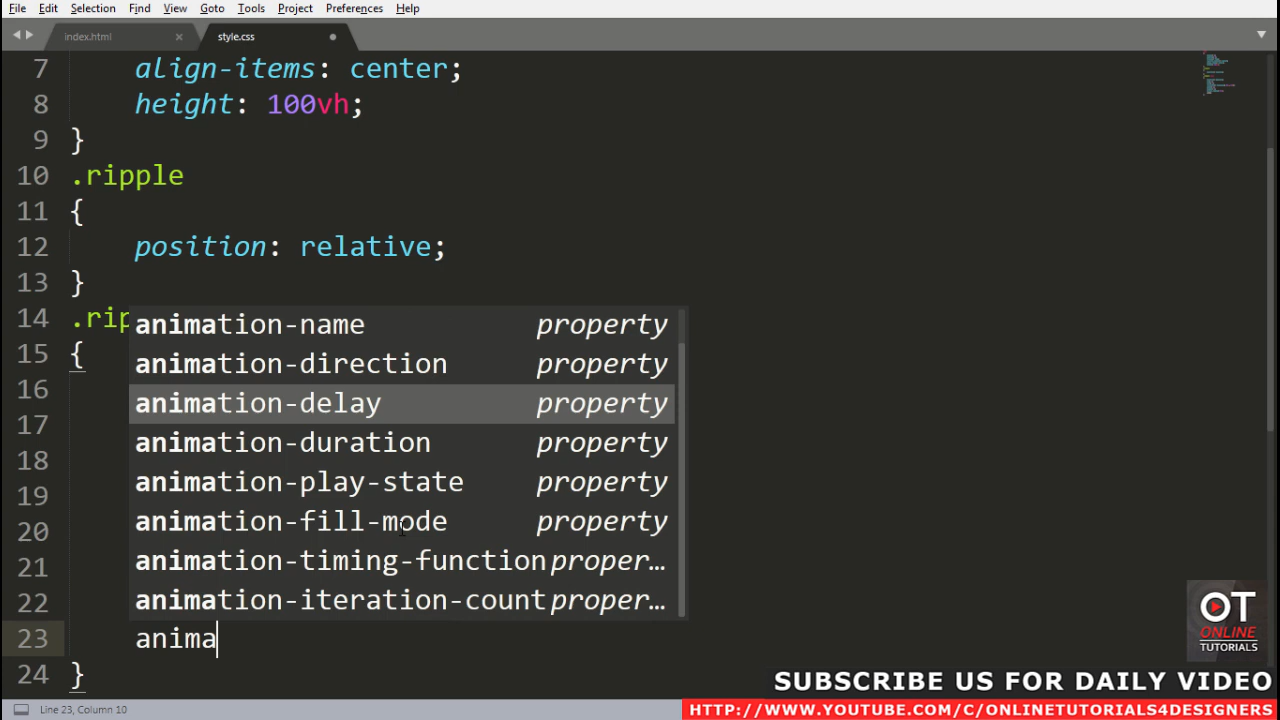 File Edit Selection Find View Goto Tools Project Preferences Help
index.html × style.css
7 align-items: center;
8 height: 100vh;
9 }
10 .ripple
11 {
12 position: relative;
13 }
14 .rip
animation-name property
15 {
animation-direction property
16
animation-delay property
17
animation-duration property
18
animation-play-state property
19
animation-fill-mode property
20
animation-timing-function proper…
21
animation-iteration-count proper…
22
23 anima
24 }
OT
ONLINE
TUTORIALS
SUBSCRIBE US FOR DAILY VIDEO
HTTP://WWW.YOUTUBE.COM/C/ONLINETUTORIALS4DESIGNERS
Line 23, Column 10